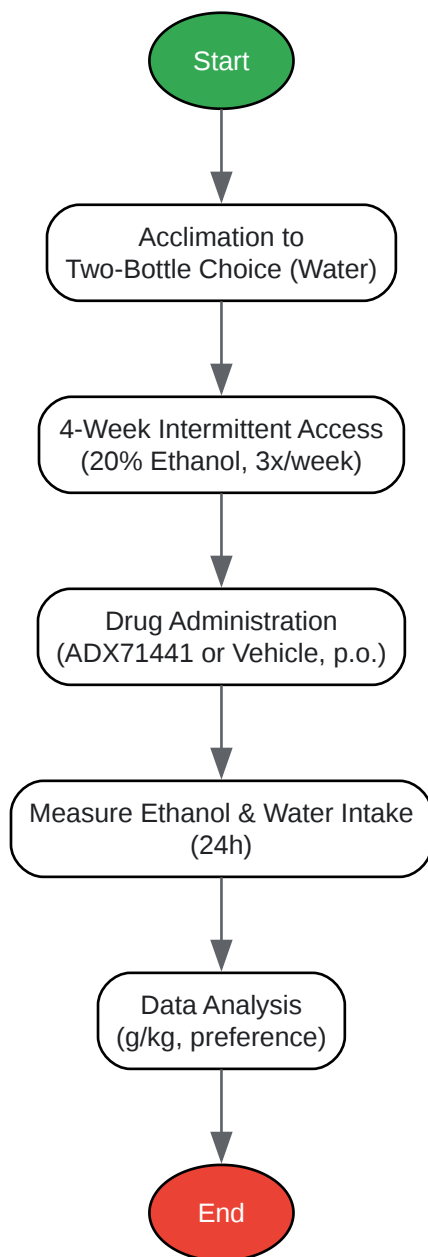 Start
Acclimation to
Two-Bottle Choice (Water)
4-Week Intermittent Access
(20% Ethanol, 3x/week)
Drug Administration
(ADX71441 or Vehicle, p.o.)
Measure Ethanol & Water Intake
(24h)
Data Analysis
(g/kg, preference)
End